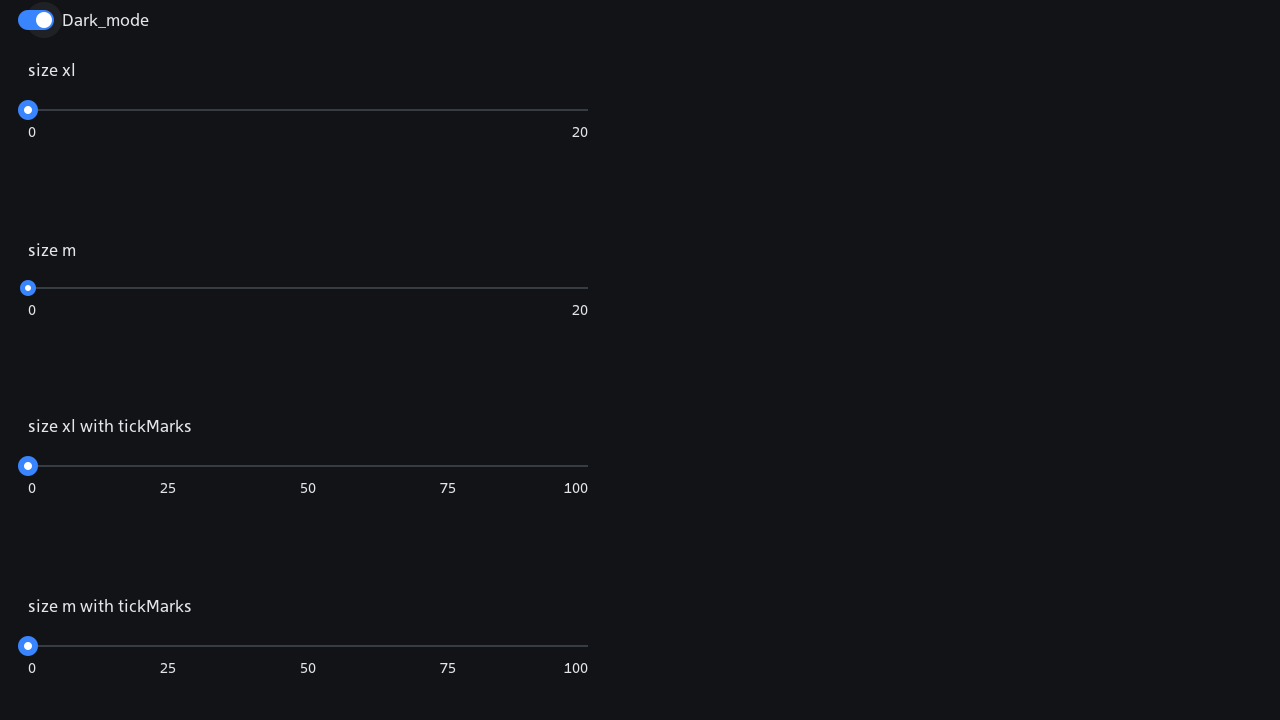 Dark_mode
size xl
0 20
size m
0 20
size xl with tickMarks
0 25 50 75 100
size m with tickMarks
0 25 50 75 100